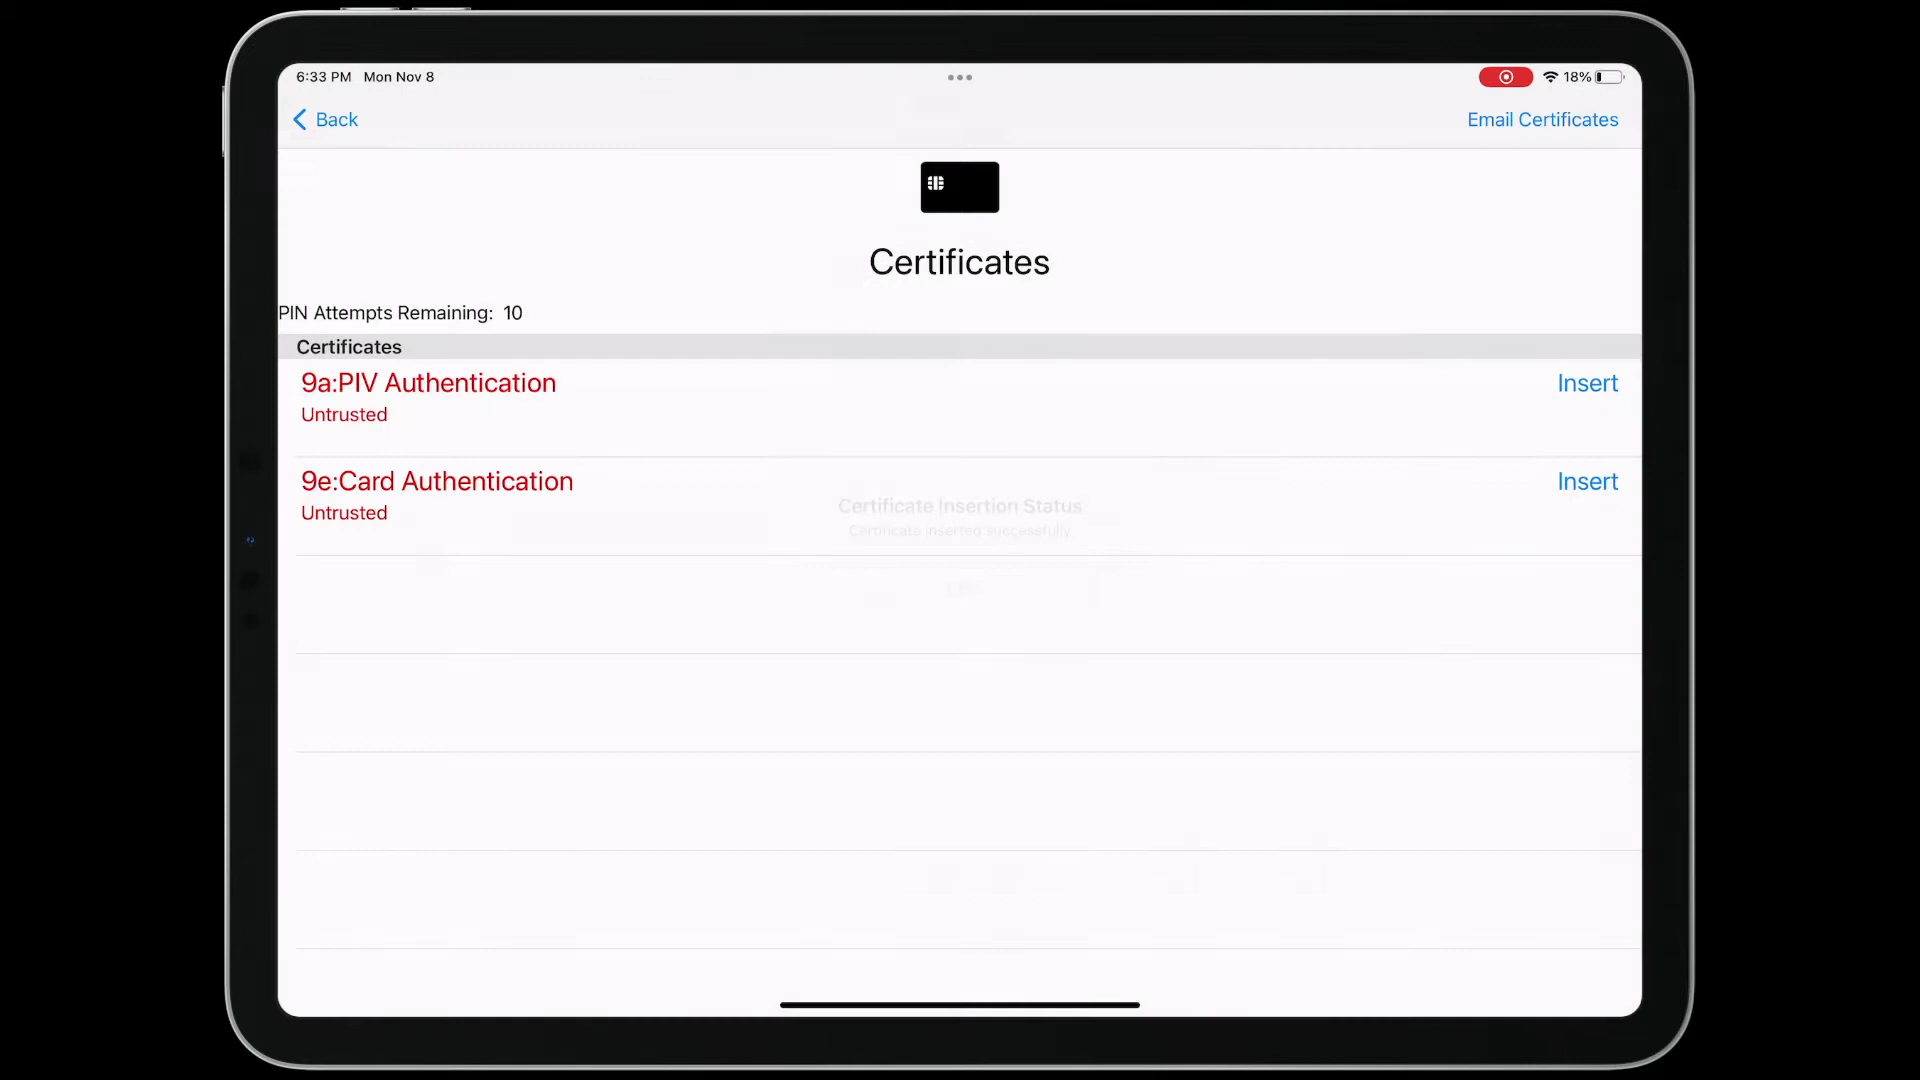 6:33 PM Mon Nov 8
18%
Back
Email Certificates
Certificates
PIN Attempts Remaining: 10
Certificates
9a:PIV Authentication
Insert
Untrusted
9e:Card Authentication
Insert
Untrusted
Certificate Insertion Status
Certificate inserted successfully